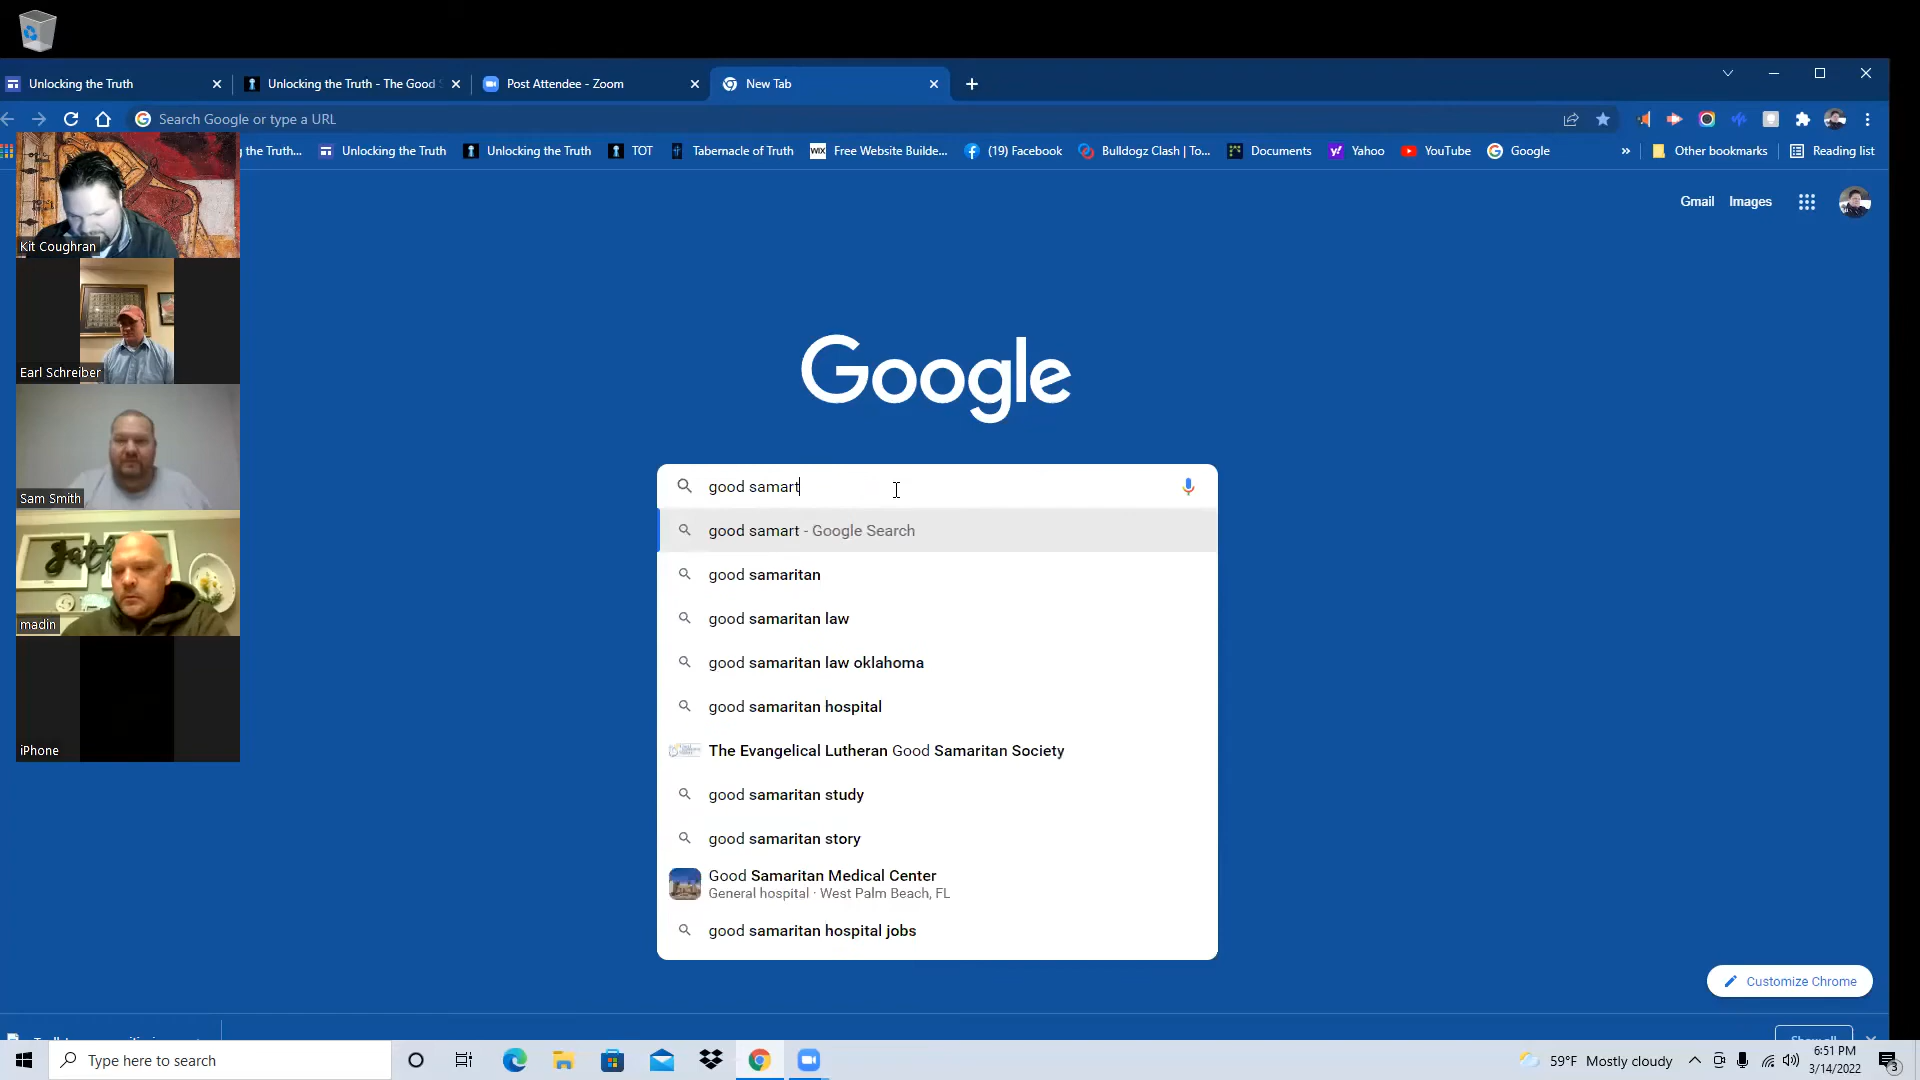 Unlocking the Truth
Unlocking the Truth - The Good
Post Attendee - Zoom
New Tab
Search Google or type a URL
g the Truth...
Unlocking the Truth
Unlocking the Truth
TOT
Tabernacle of Truth
WIX
Free Website Builde...
(19) Facebook
Bulldogz Clash | To...
Documents
Yahoo
YouTube
Google
»
Other bookmarks
Reading list
Gmail
Images
Kit Coughran
Earl Schreiber
Sam Smith
madin
iPhone
Google
good samart
good samart - Google Search
good samaritan
good samaritan law
good samaritan law oklahoma
good samaritan hospital
The Evangelical Lutheran Good Samaritan Society
good samaritan study
good samaritan story
Good Samaritan Medical Center
General hospital · West Palm Beach, FL
good samaritan hospital jobs
Customize Chrome
Show all
Type here to search
59°F Mostly cloudy
6:51 PM
3/14/2022
3